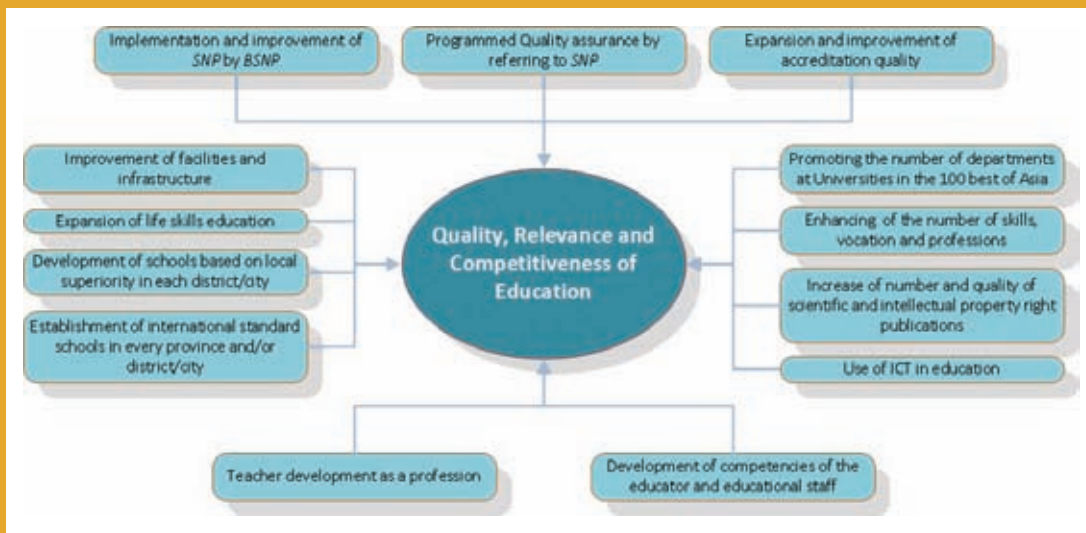 Implementation and improvement of
SNP by BSNP
Programmed Quality assurance by
referring to SNP
Expansion and improvement of
accreditation quality
Improvement of facilities and
infrastructure
Expansion of life skills education
Development of schools based on local
superiority in each district/city
Establishment of international standard
schools in every province and/or
district/city
Quality, Relevance and
Competitiveness of
Education
Promoting the number of departments
at Universities in the 100 best of Asia
Enhancing of the number of skills,
vocation and professions
Increase of number and quality of
scientific and intellectual property right
publications
Use of ICT in education
Teacher development as a profession
Development of competencies of the
educator and educational staff